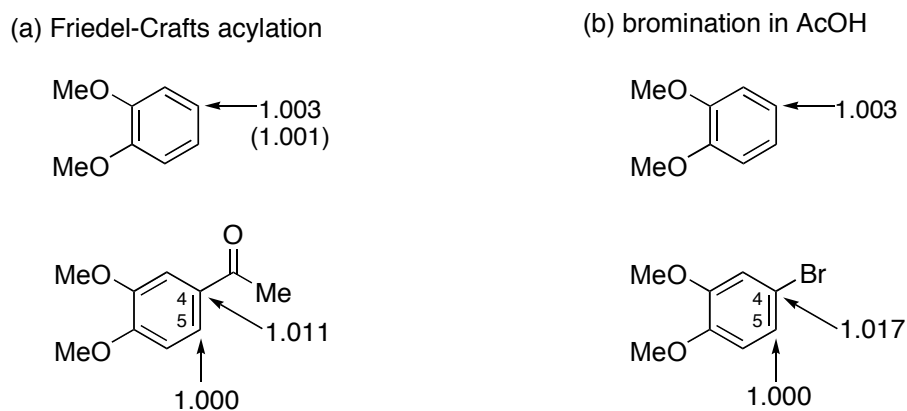 (a) Friedel-Crafts acylation
(b) bromination in AcOH
MeO
MeO
1.003
(1.001)
MeO
MeO
1.003
O
MeO
MeO
Me
4
5
1.011
1.000
MeO
MeO
Br
4
5
1.017
1.000